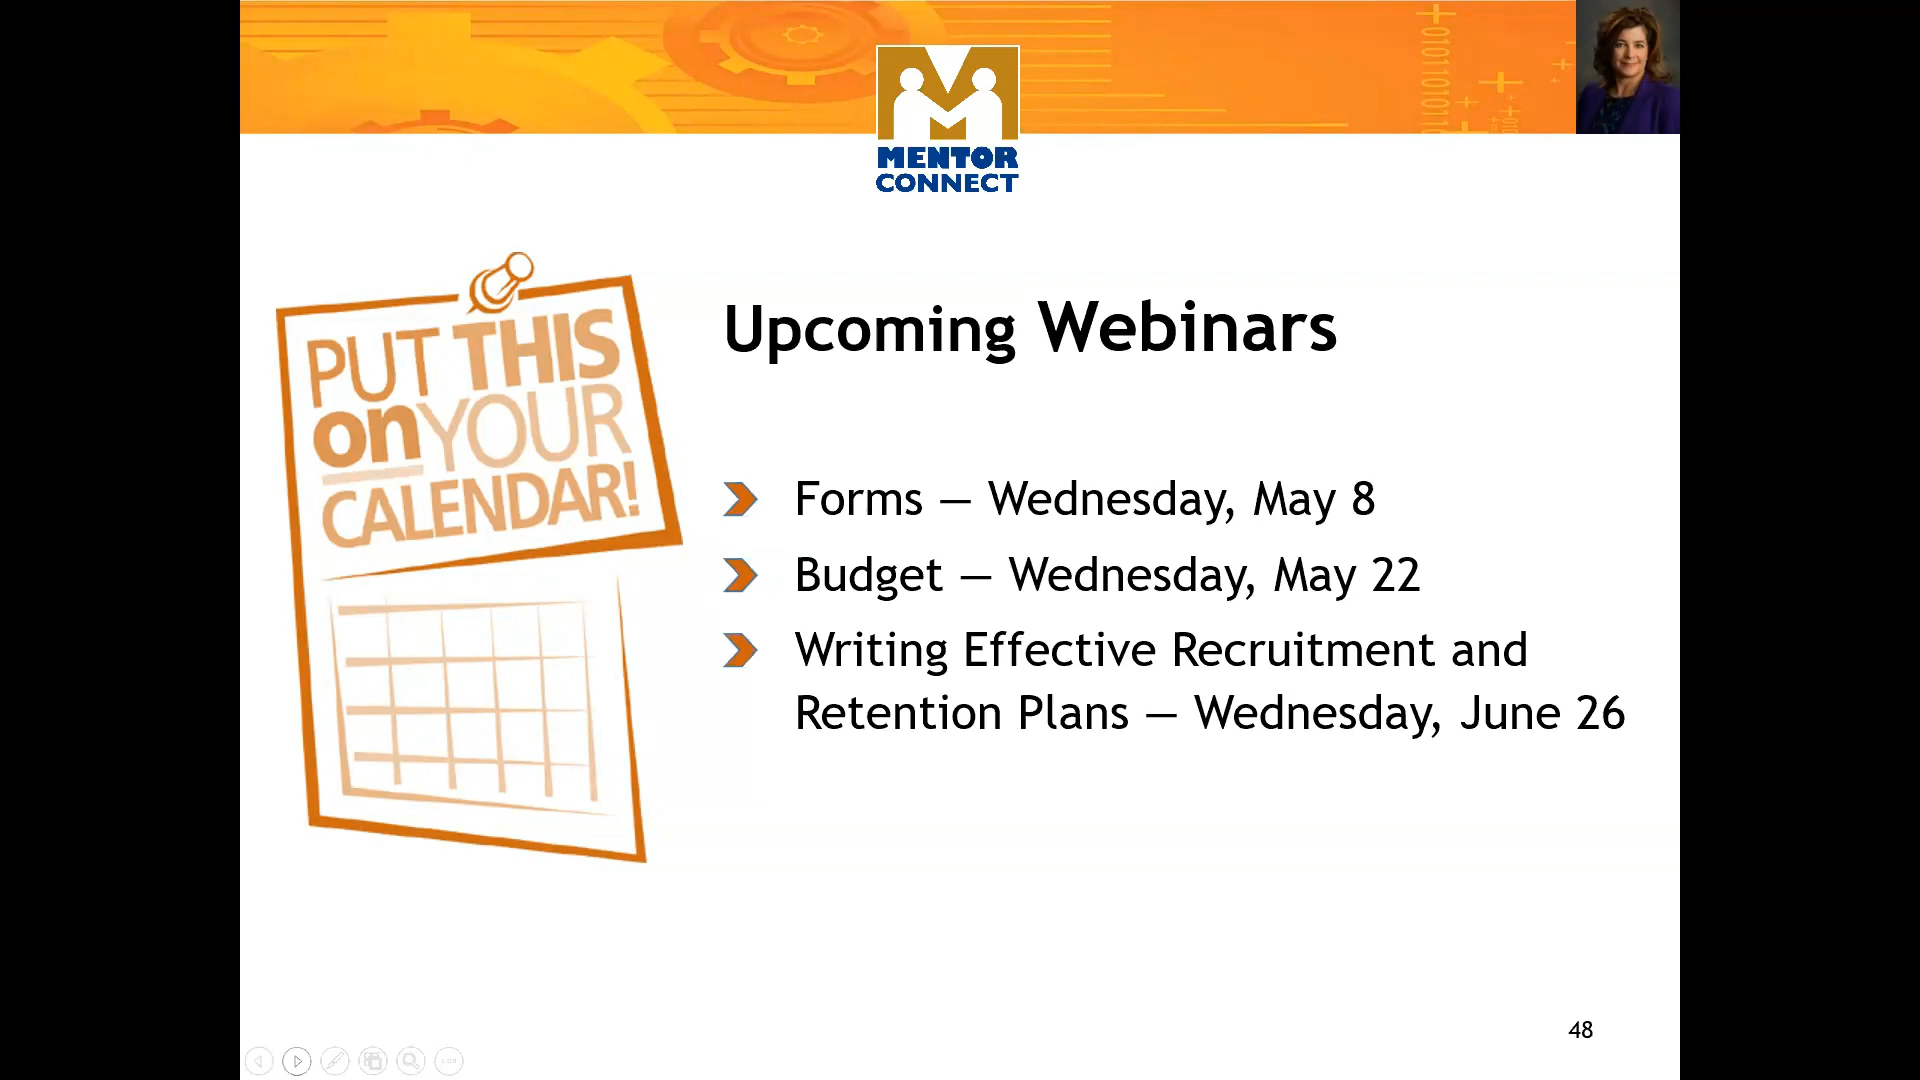 MENTOR
CONNECT
PUT THIS
on YOUR
CALENDAR!
Upcoming Webinars
Forms — Wednesday, May 8
Budget — Wednesday, May 22
Writing Effective Recruitment and
Retention Plans — Wednesday, June 26
48